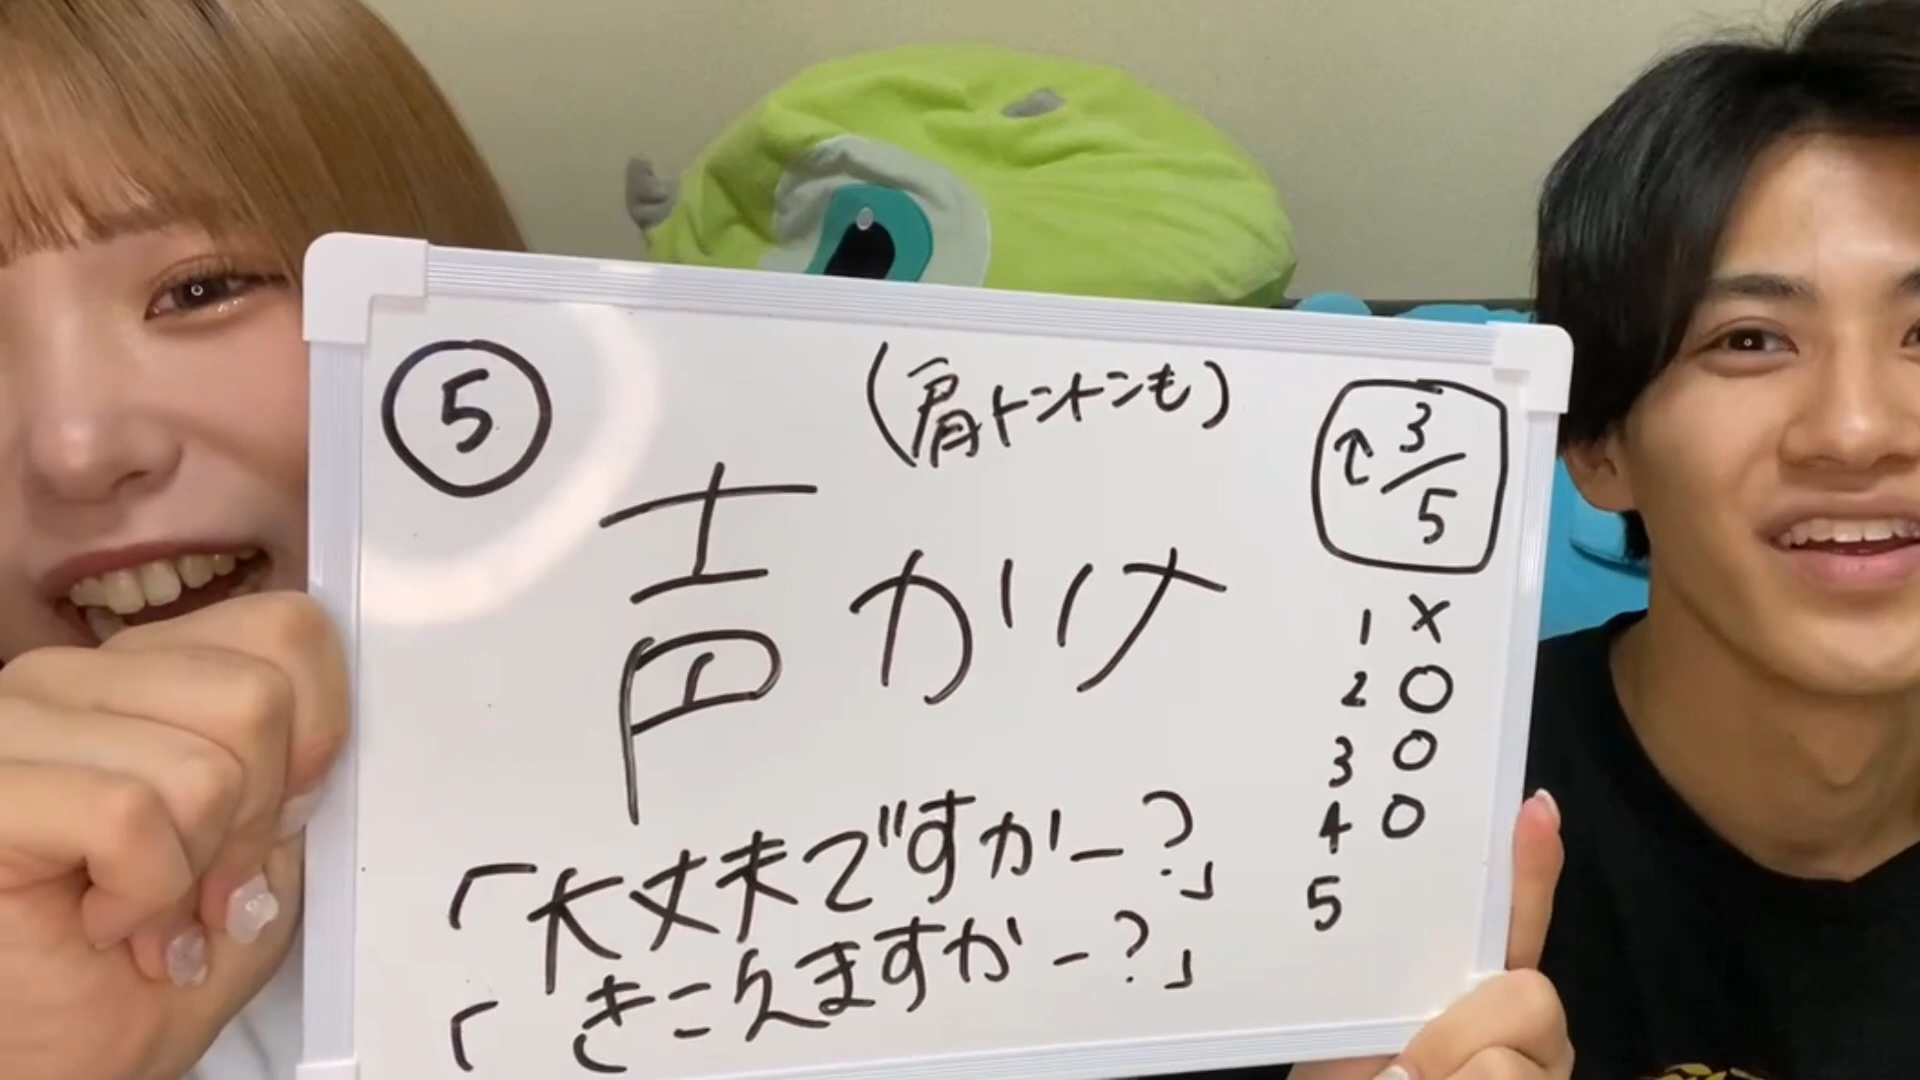 ⑤
(肩トントンも)
声かけ
「大丈夫ですかー?」
「きこえますかー?」
3/5
1 ×
2 ○
3 ○
4 ○
5